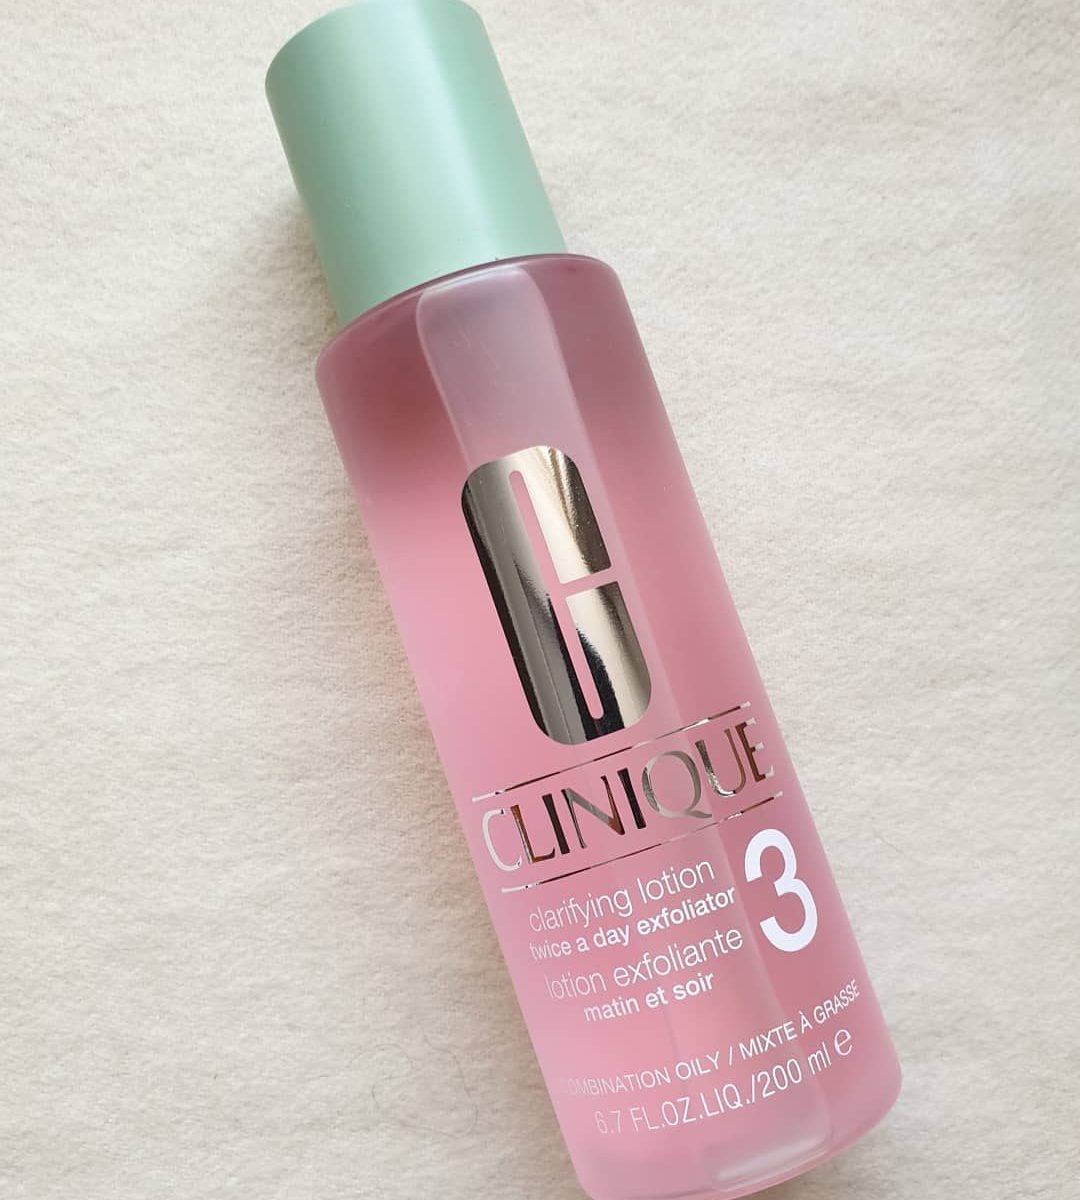 C
CLINIQUE
clarifying lotion
twice a day exfoliator
lotion exfoliante
matin et soir
3
COMBINATION OILY / MIXTE À GRASSE
6.7 FL.OZ.LIQ./200 ml ℮